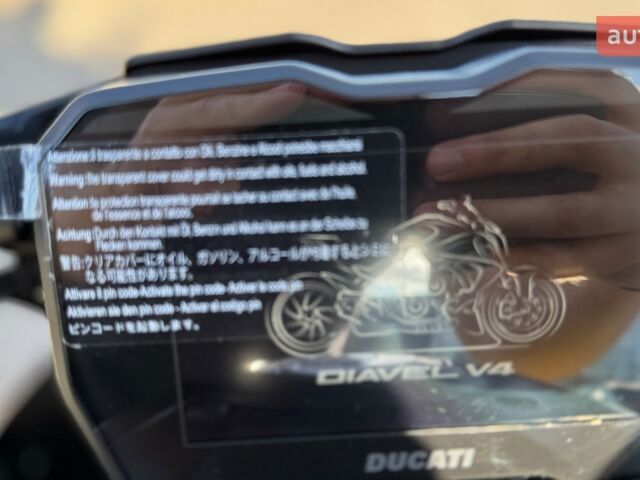 Attenzione: il trasparente a contatto con Oli, Benzine e Alcool potrebbe macchiarsi
Warning: the transparent cover could get dirty in contact with oils, fuels and alcohol
Attention: la protection transparente pourrait se tacher au contact avec de l'huile,
de l'essence et de l'alcool.
Achtung: Durch den Kontakt mit Öl, Benzin und Alkohol kann es an der Scheibe zu
Flecken kommen.
警告:クリアカバーにオイル、ガソリン、アルコールが付着するとシミに
なる可能性があります。
Attivare il pin code - Activate the pin code - Activer le code pin
Aktivieren sie den pin code - Activar el codigo pin
ピンコードを起動します。
DIAVEL V4
DUCATI